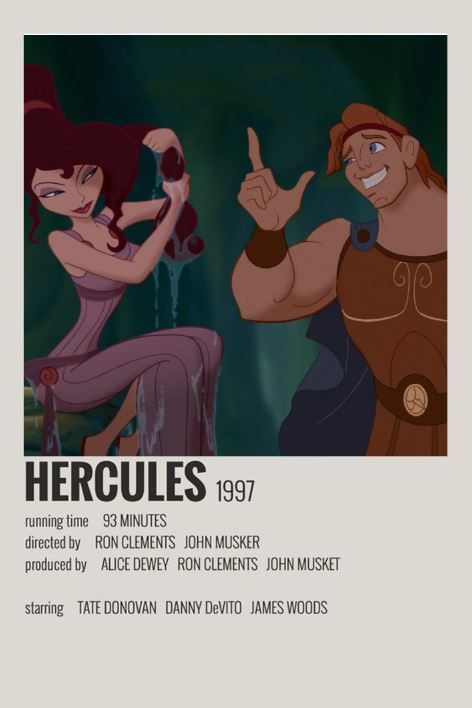 HERCULES 1997
running time 93 MINUTES
directed by RON CLEMENTS JOHN MUSKER
produced by ALICE DEWEY RON CLEMENTS JOHN MUSKET
starring TATE DONOVAN DANNY DeVITO JAMES WOODS